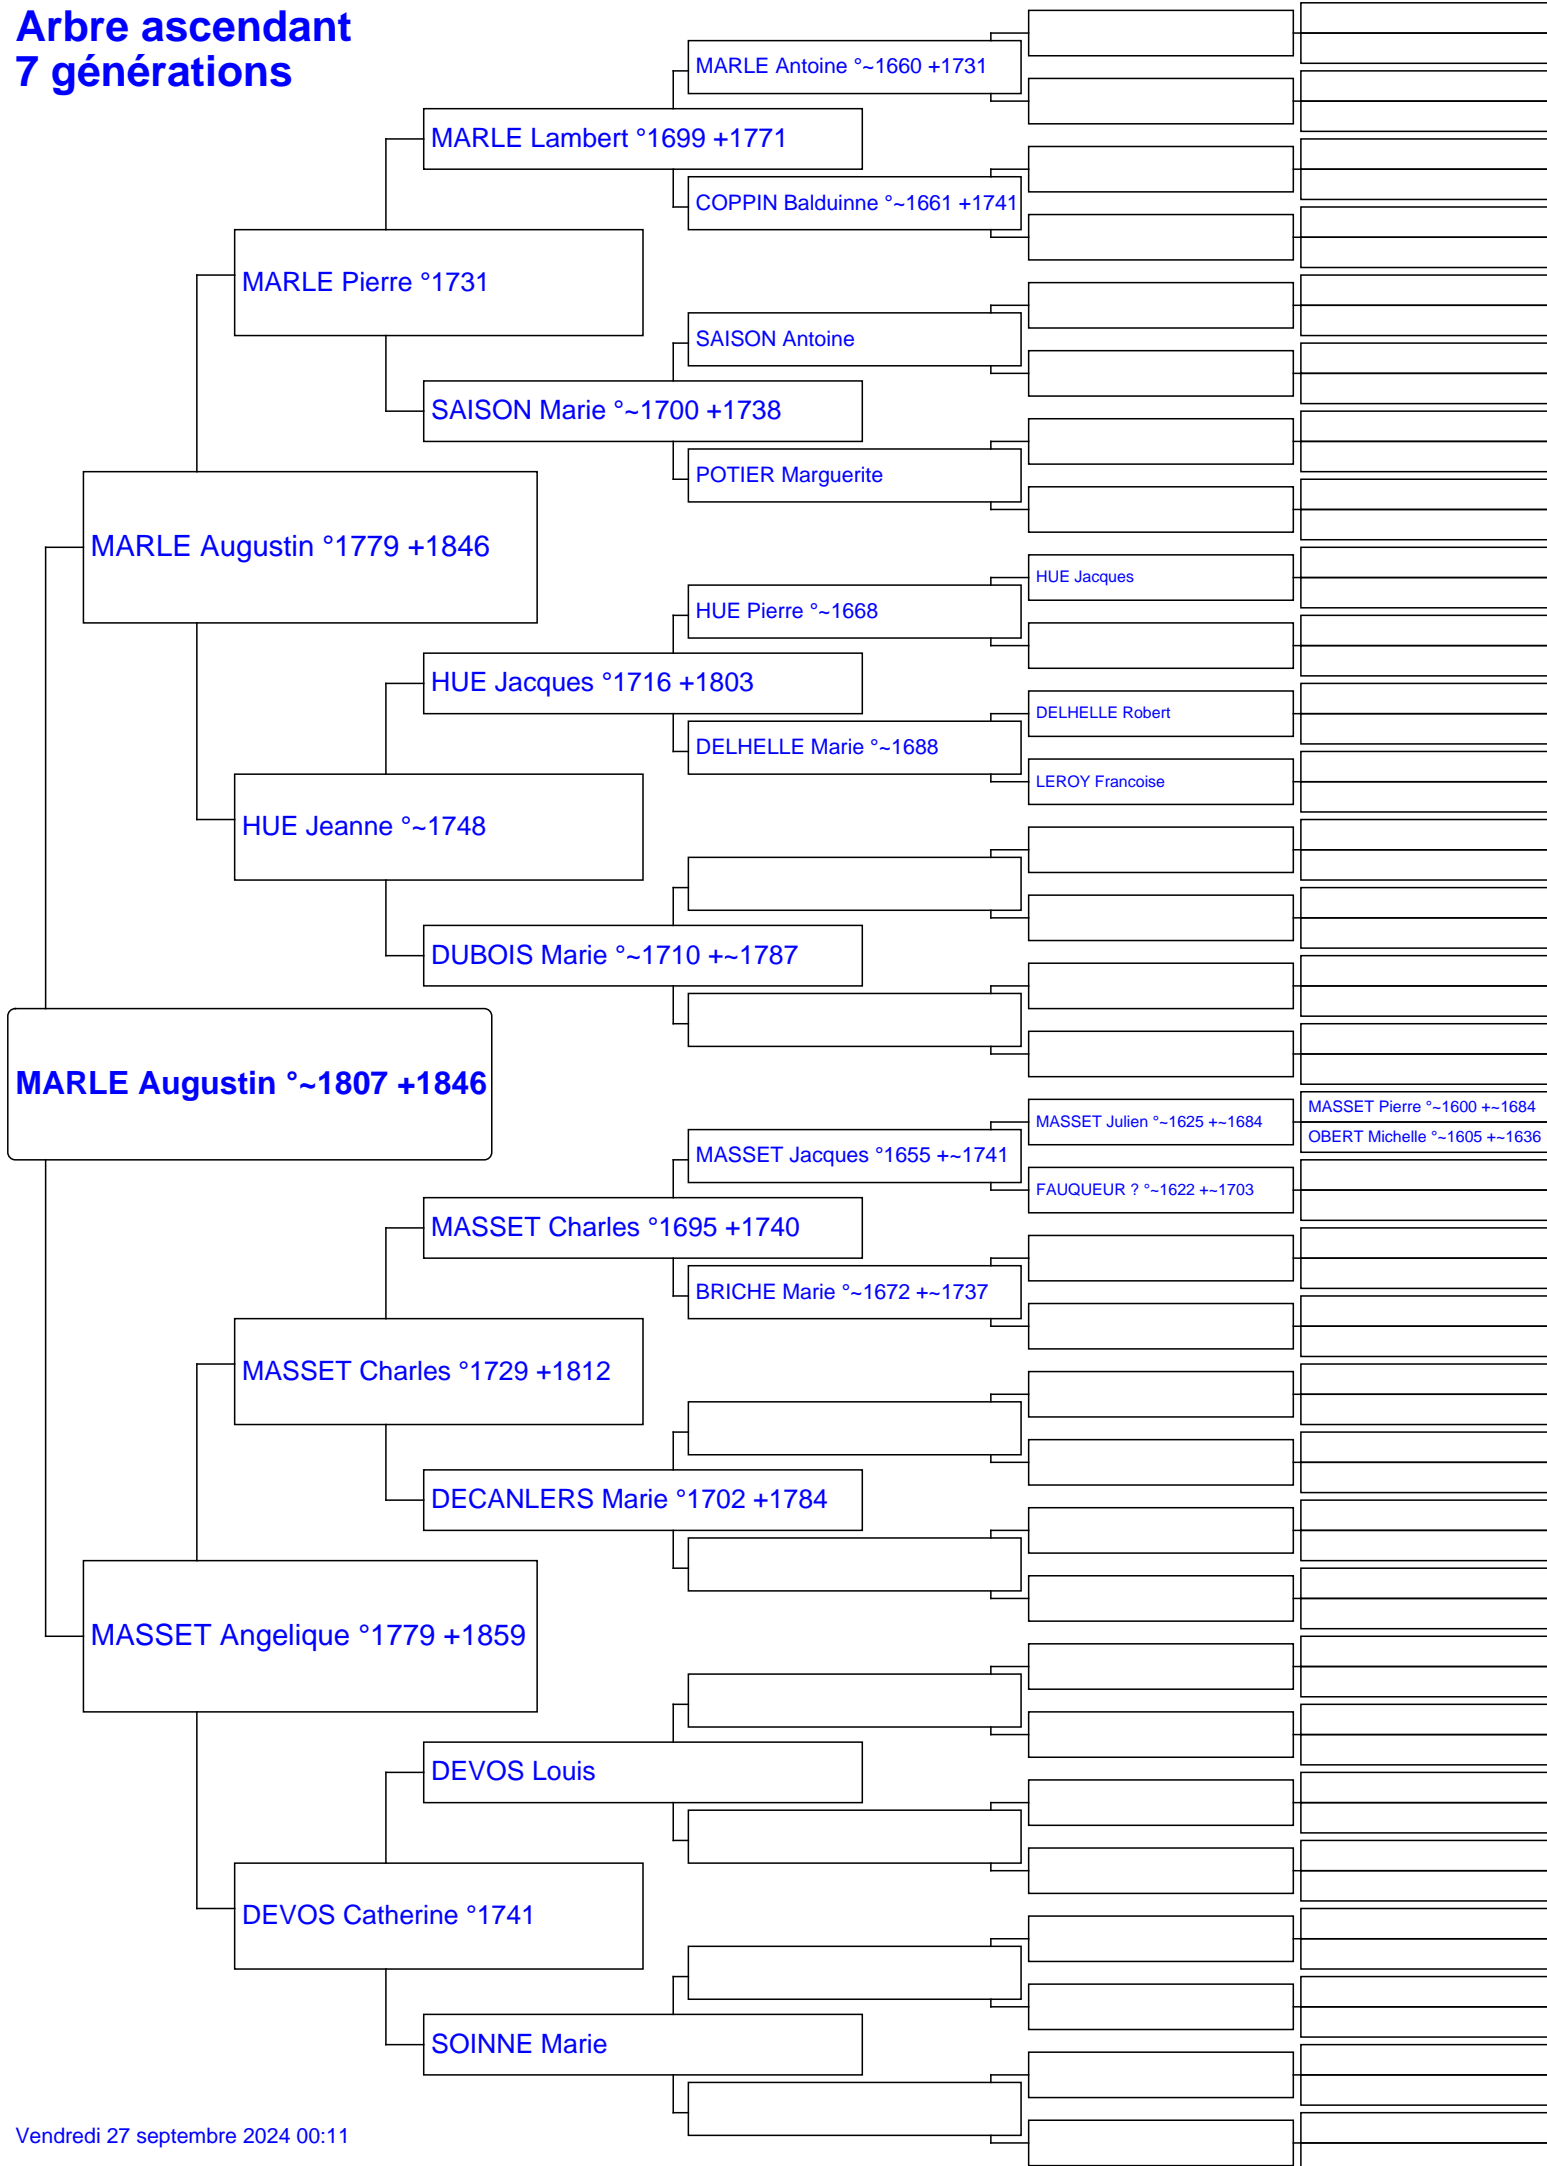 Arbre ascendant
7 générations
MARLE Antoine °~1660 +1731
MARLE Lambert °1699 +1771
COPPIN Balduinne °~1661 +1741
MARLE Pierre °1731
SAISON Antoine
SAISON Marie °~1700 +1738
POTIER Marguerite
MARLE Augustin °1779 +1846
HUE Jacques
HUE Pierre °~1668
HUE Jacques °1716 +1803
DELHELLE Robert
DELHELLE Marie °~1688
LEROY Francoise
HUE Jeanne °~1748
DUBOIS Marie °~1710 +~1787
MARLE Augustin °~1807 +1846
MASSET Pierre °~1600 +~1684
MASSET Julien °~1625 +~1684
OBERT Michelle °~1605 +~1636
MASSET Jacques °1655 +~1741
FAUQUEUR ? °~1622 +~1703
MASSET Charles °1695 +1740
BRICHE Marie °~1672 +~1737
MASSET Charles °1729 +1812
DECANLERS Marie °1702 +1784
MASSET Angelique °1779 +1859
DEVOS Louis
DEVOS Catherine °1741
SOINNE Marie
Vendredi 27 septembre 2024 00:11